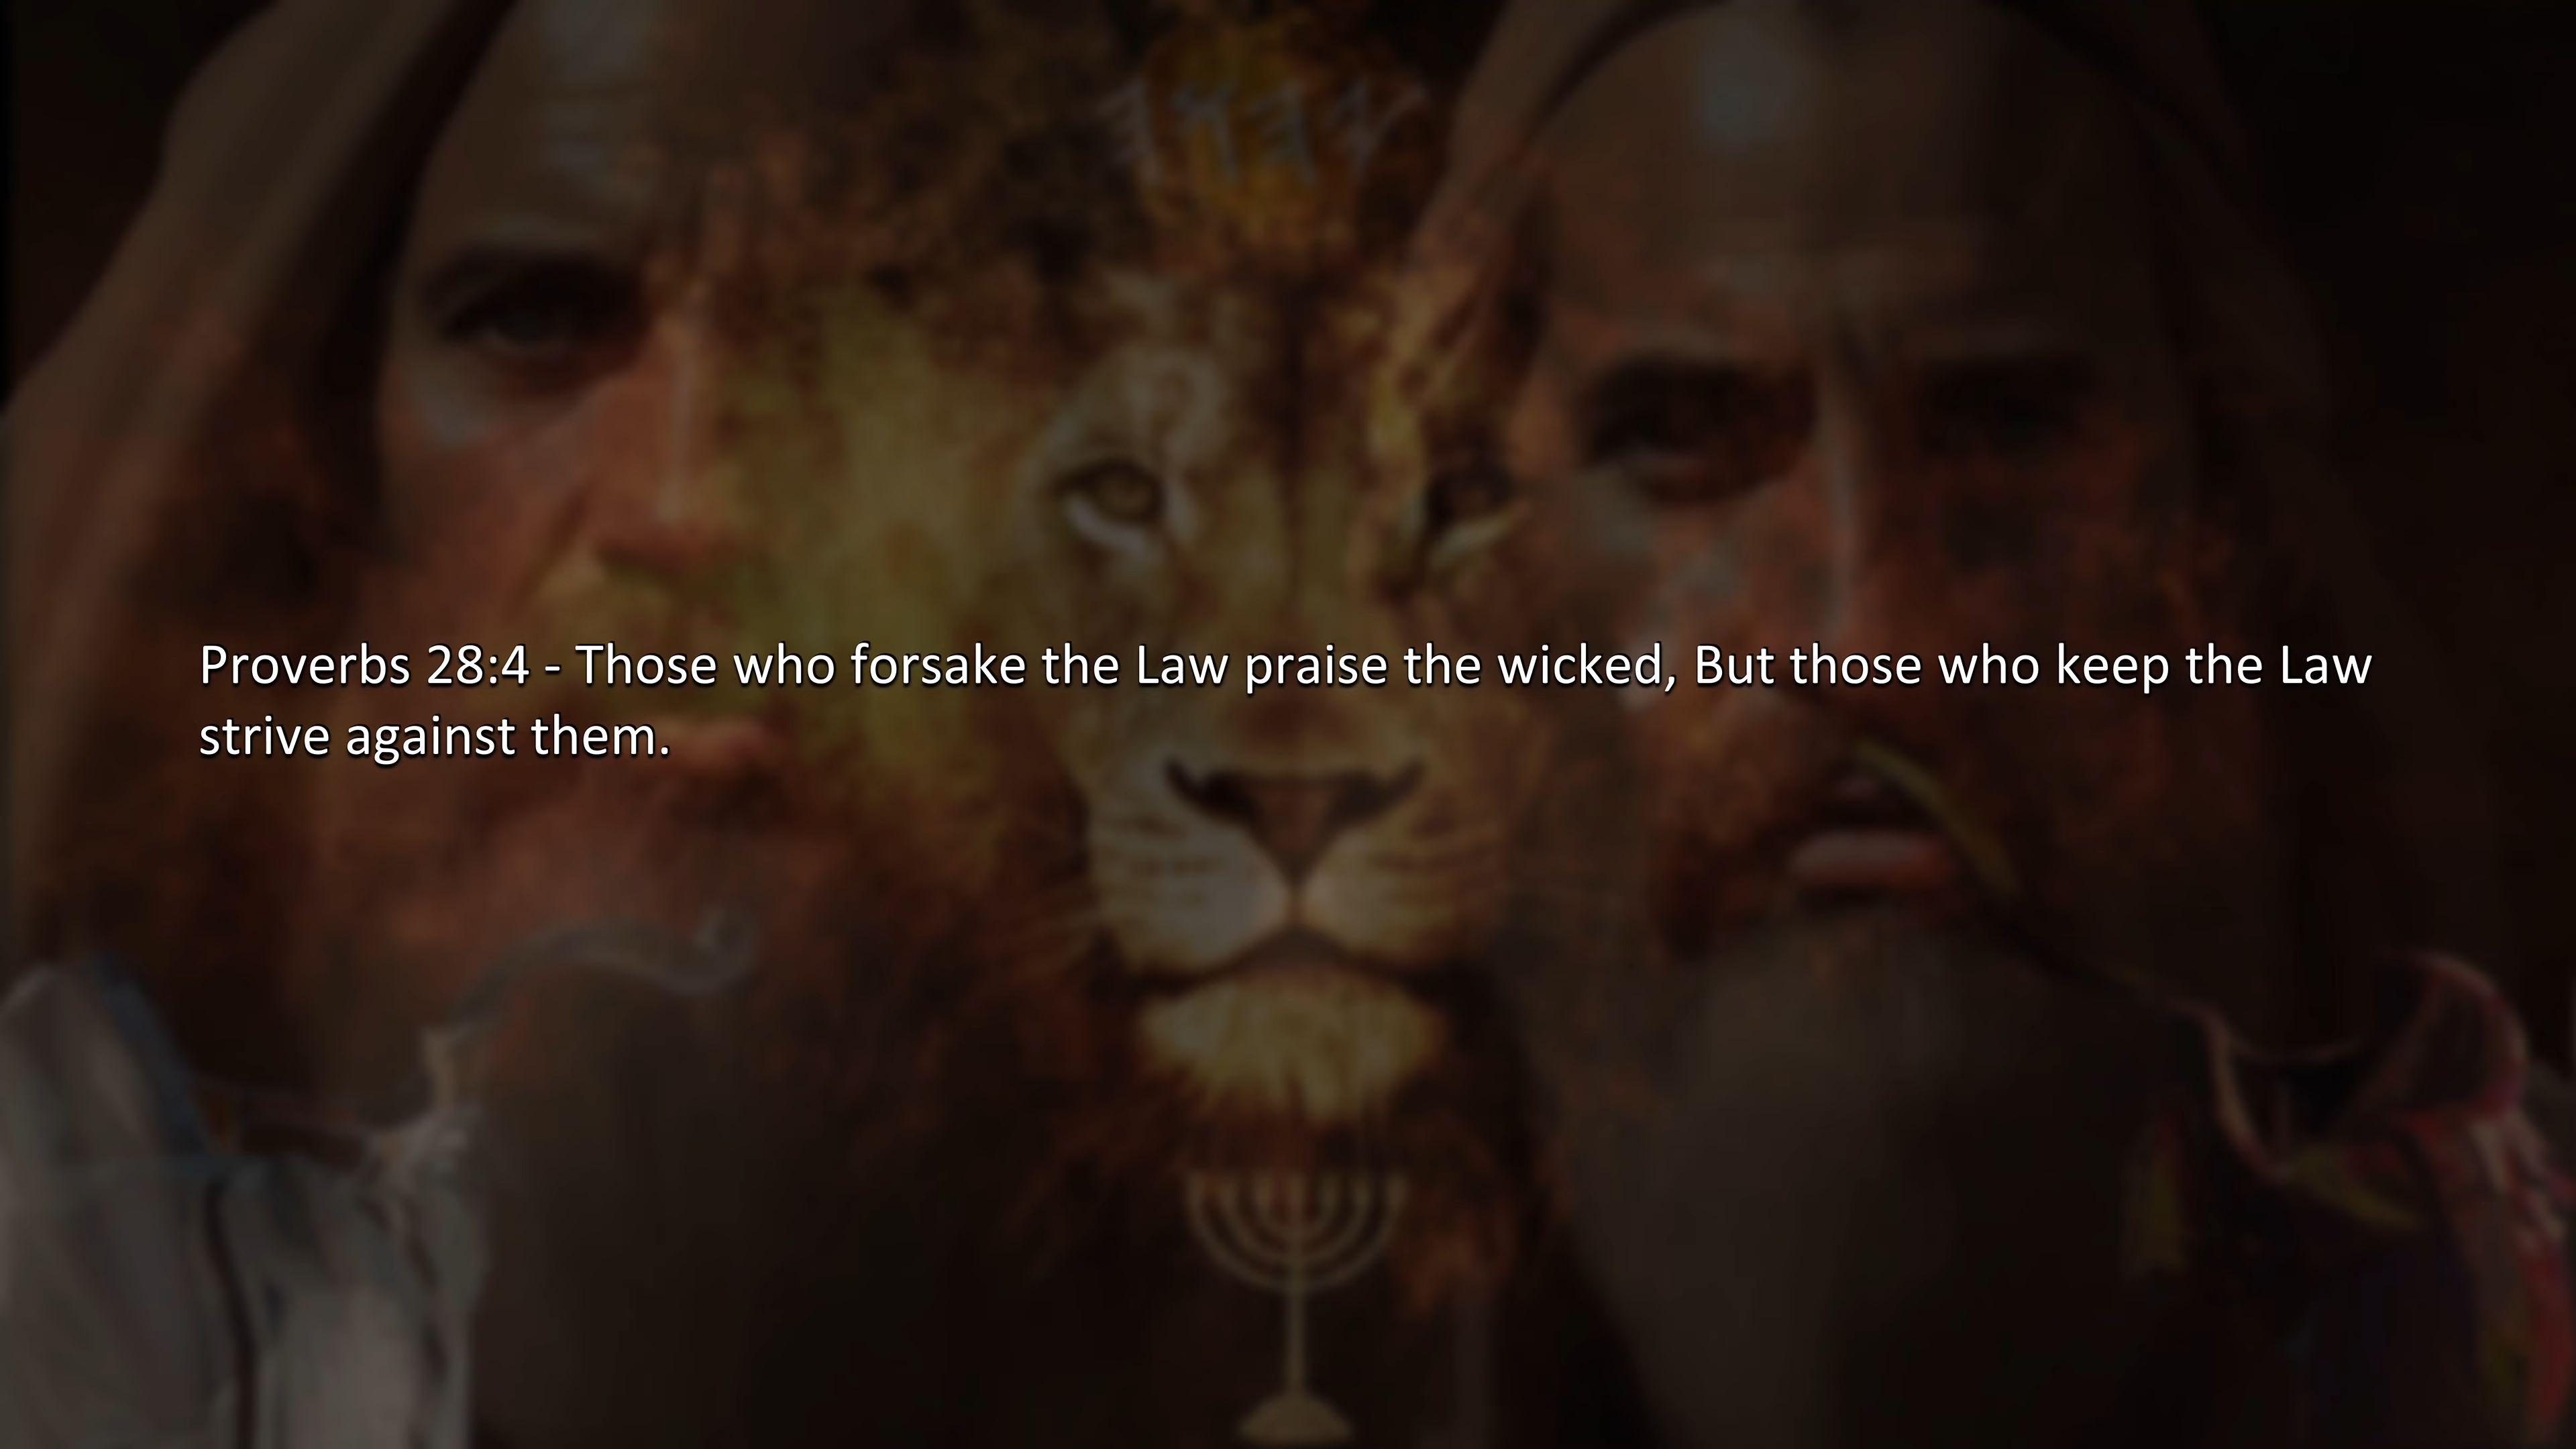 𐤉𐤄𐤅𐤄
Proverbs 28:4 - Those who forsake the Law praise the wicked, But those who keep the Law
strive against them.